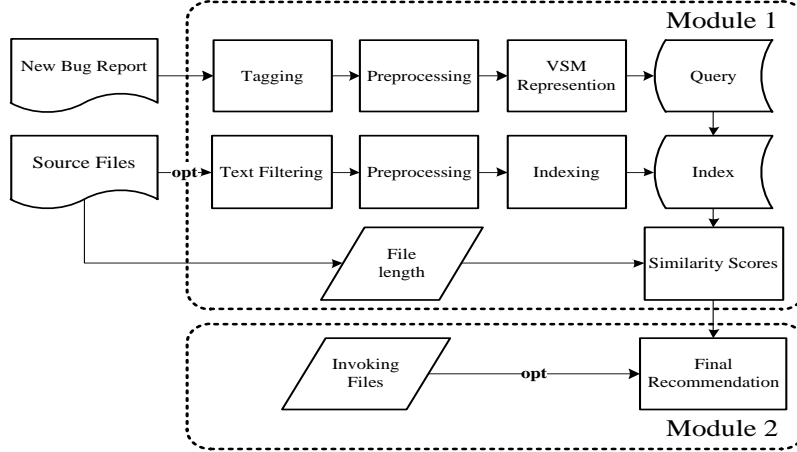 Module 1
New Bug Report
Tagging
Preprocessing
VSM
Represention
Query
Source Files
opt
Text Filtering
Preprocessing
Indexing
Index
File
length
Similarity Scores
Invoking
Files
opt
Final
Recommendation
Module 2